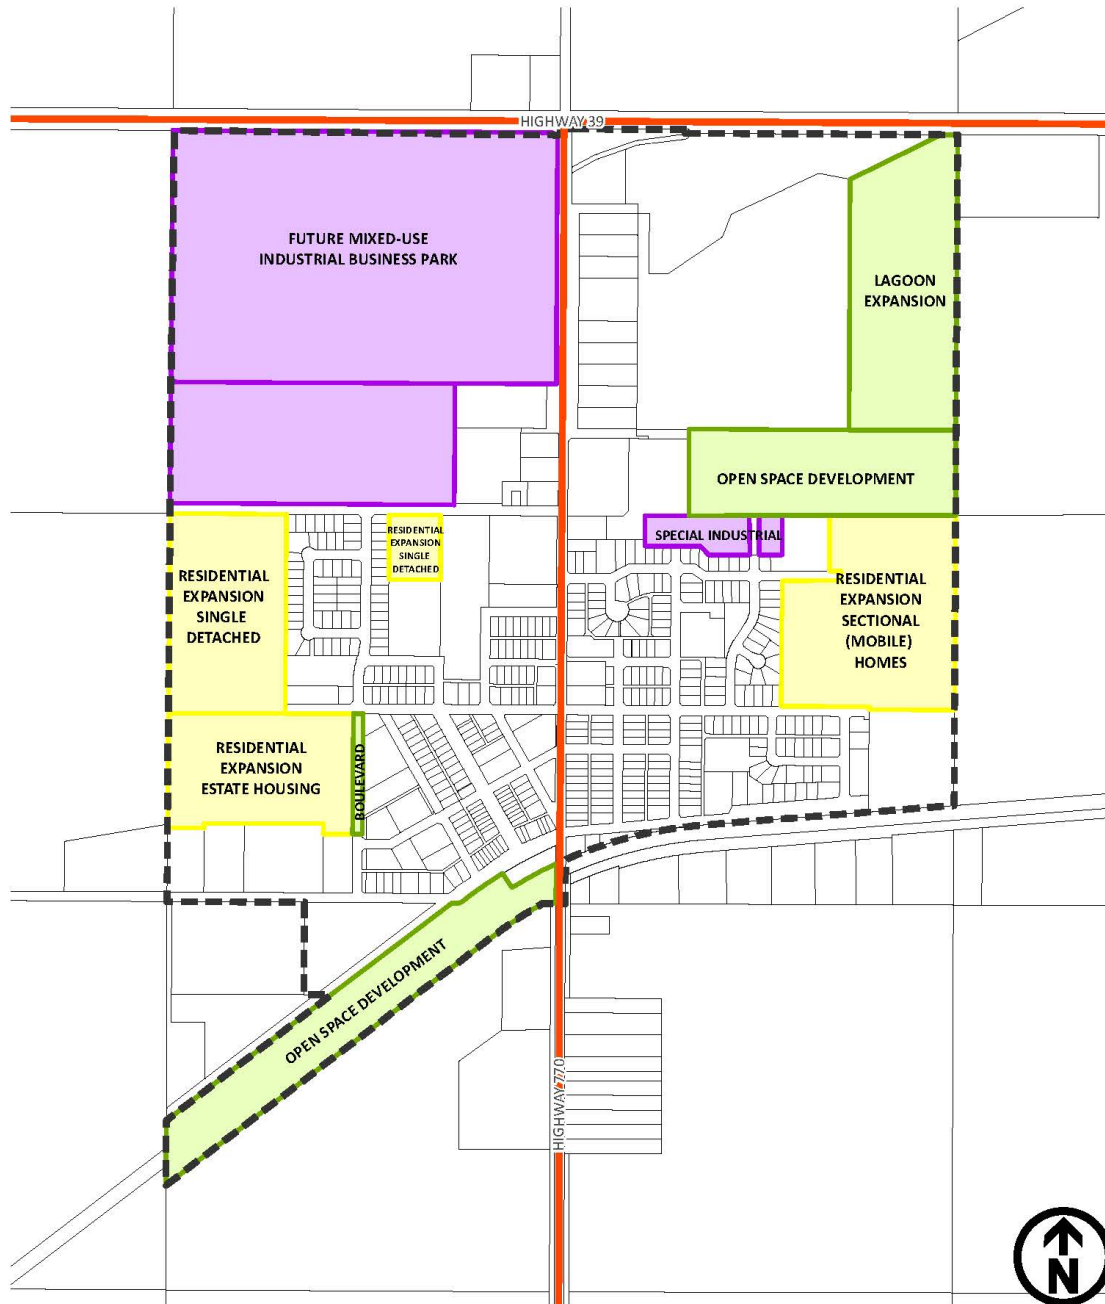 HIGHWAY 39
FUTURE MIXED-USE
INDUSTRIAL BUSINESS PARK
LAGOON
EXPANSION
OPEN SPACE DEVELOPMENT
SPECIAL INDUSTRIAL
RESIDENTIAL
EXPANSION
SINGLE
DETACHED
RESIDENTIAL
EXPANSION
SINGLE
DETACHED
RESIDENTIAL
EXPANSION
SECTIONAL
(MOBILE)
HOMES
RESIDENTIAL
EXPANSION
ESTATE HOUSING
BOULEVARD
OPEN SPACE DEVELOPMENT
HIGHWAY 770
N